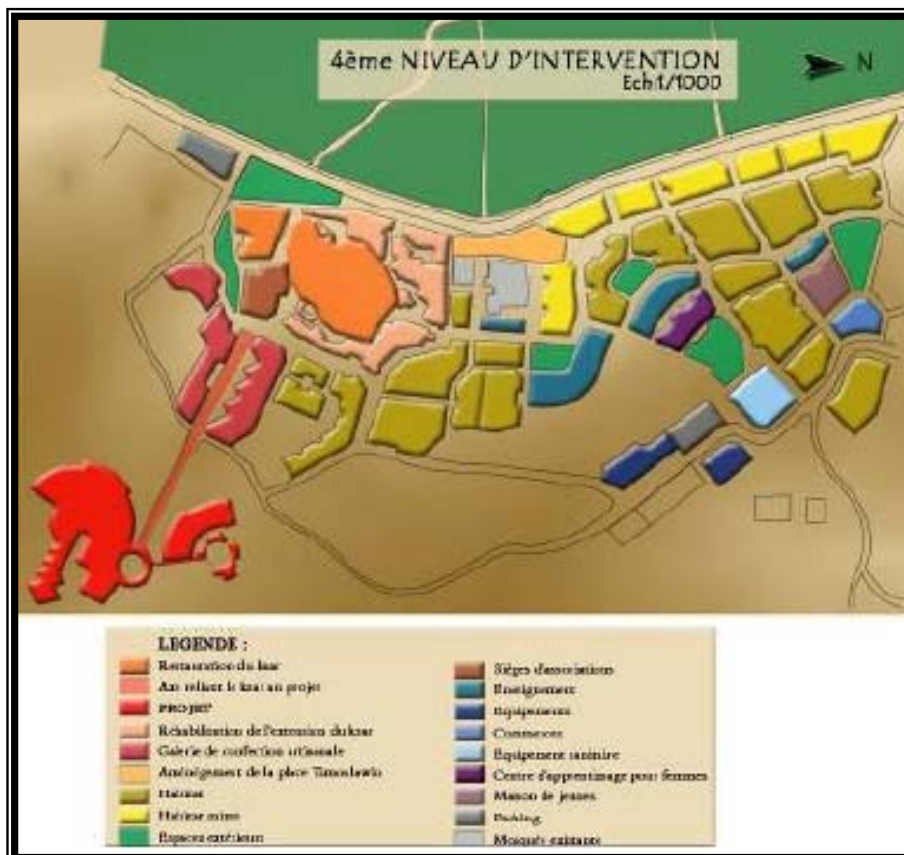 4ème NIVEAU D'INTERVENTION
Ech1/1000
N
LEGENDE :
Restauration du ksar
Axe reliant le ksar au projet
PROJET
Réhabilitation de l'extension du ksar
Galerie de confection artisanale
Aménagement de la place
Habitat
Habitat mixte
Espaces extérieurs
Sièges d'associations
Enseignement
Equipements
Commerces
Equipement sanitaire
Centre d'apprentissage pour femmes
Maison de jeunes
Parking
Mosquée existante